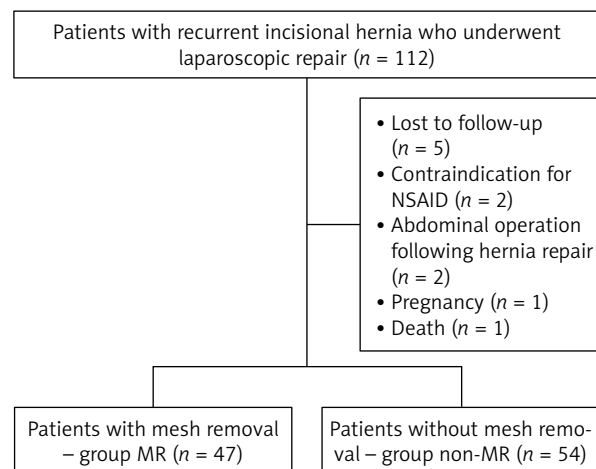 Patients with recurrent incisional hernia who underwent
laparoscopic repair (n = 112)
• Lost to follow-up
(n = 5)
• Contraindication for
NSAID (n = 2)
• Abdominal operation
following hernia repair
(n = 2)
• Pregnancy (n = 1)
• Death (n = 1)
Patients with mesh removal
– group MR (n = 47)
Patients without mesh remo-
val – group non-MR (n = 54)